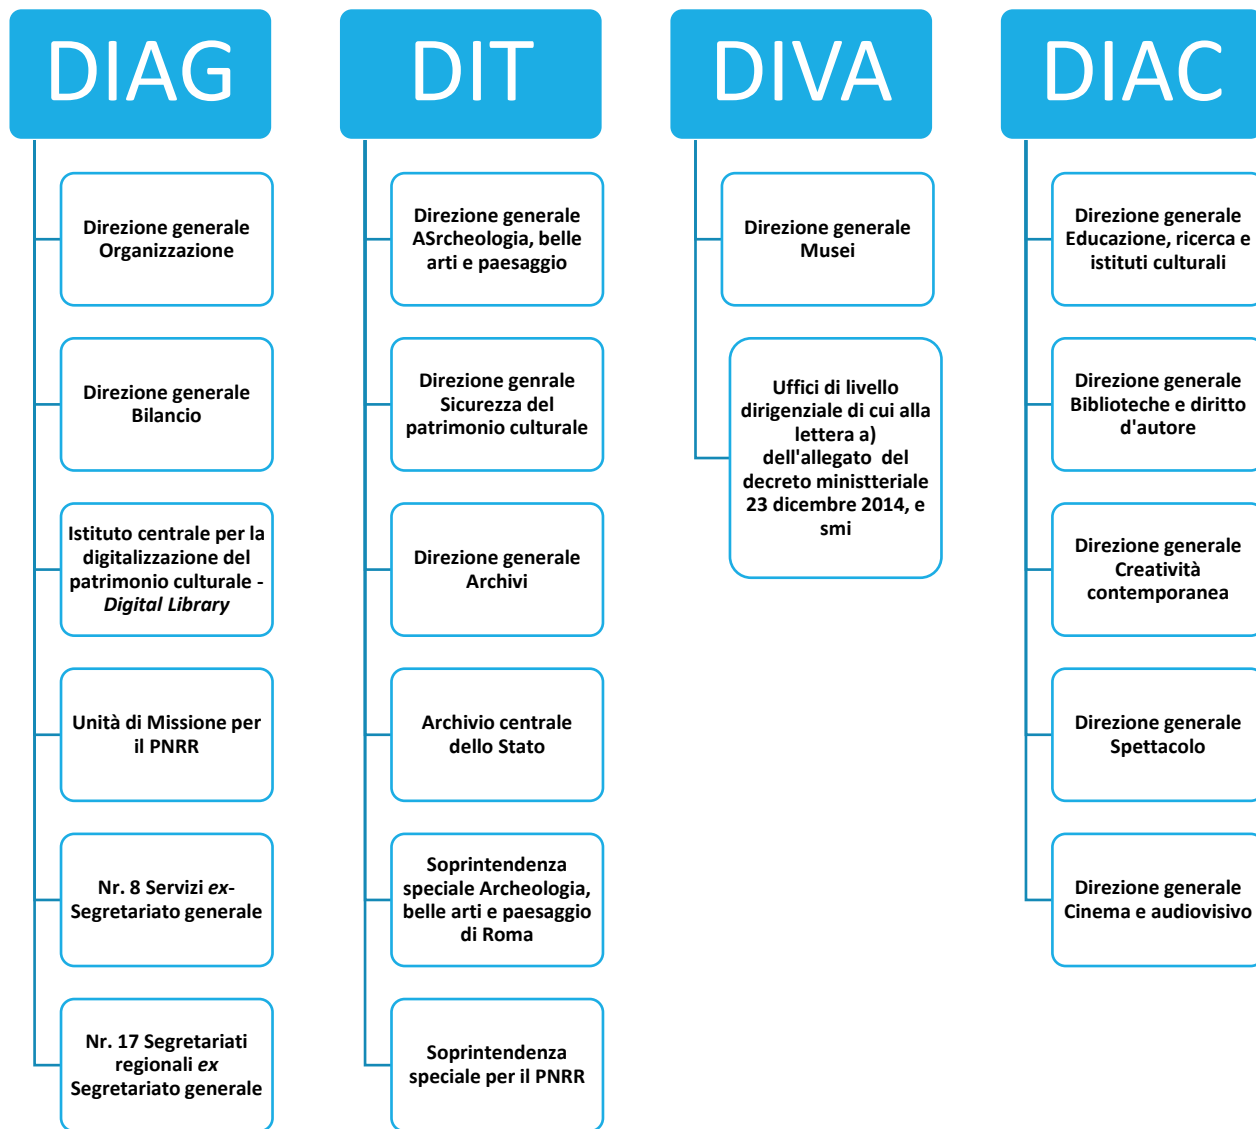 DIAG
Direzione generale
Organizzazione
Direzione generale
Bilancio
Istituto centrale per la
digitalizzazione del
patrimonio culturale -
Digital Library
Unità di Missione per
il PNRR
Nr. 8 Servizi ex-
Segretariato generale
Nr. 17 Segretariati
regionali ex
Segretariato generale
DIT
Direzione generale
ASrcheologia, belle
arti e paesaggio
Direzione genrale
Sicurezza del
patrimonio culturale
Direzione generale
Archivi
Archivio centrale
dello Stato
Soprintendenza
speciale Archeologia,
belle arti e paesaggio
di Roma
Soprintendenza
speciale per il PNRR
DIVA
Direzione generale
Musei
Uffici di livello
dirigenziale di cui alla
lettera a)
dell'allegato del
decreto ministteriale
23 dicembre 2014, e
smi
DIAC
Direzione generale
Educazione, ricerca e
istituti culturali
Direzione generale
Biblioteche e diritto
d'autore
Direzione generale
Creatività
contemporanea
Direzione generale
Spettacolo
Direzione generale
Cinema e audiovisivo